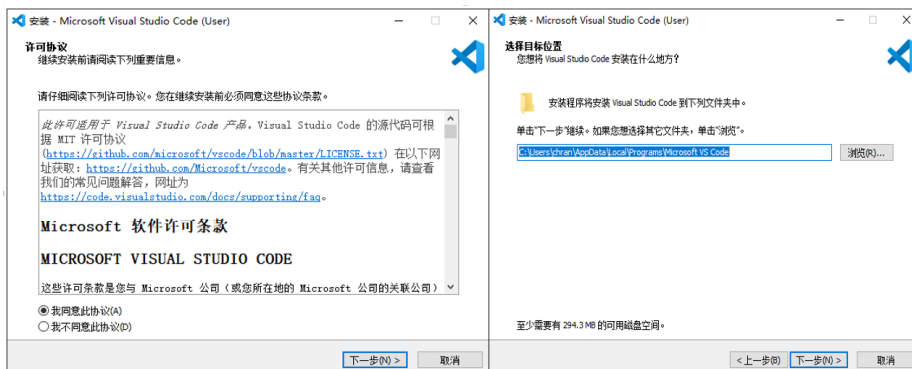 安装 - Microsoft Visual Studio Code (User)
许可协议
继续安装前请阅读下列重要信息。
请仔细阅读下列许可协议。您在继续安装前必须同意这些协议条款。
此许可适用于 Visual Studio Code 产品。Visual Studio Code 的源代码可根
据 MIT 许可协议
(https://github.com/microsoft/vscode/blob/master/LICENSE.txt) 在以下网
址获取：https://github.com/Microsoft/vscode。有关其他许可信息，请查看
我们的常见问题解答，网址为
https://code.visualstudio.com/docs/supporting/faq。
Microsoft 软件许可条款
MICROSOFT VISUAL STUDIO CODE
这些许可条款是您与 Microsoft 公司（或您所在地的 Microsoft 公司的关联公司）
我同意此协议(A)
我不同意此协议(D)
下一步(N) >
取消
安装 - Microsoft Visual Studio Code (User)
选择目标位置
您想将 Visual Studio Code 安装在什么地方？
安装程序将安装 Visual Studio Code 到下列文件夹中。
单击"下一步"继续。如果您想选择其它文件夹，单击"浏览"。
C:\Users\chran\AppData\Local\Programs\Microsoft VS Code
浏览(R)...
至少需要有 294.3 MB 的可用磁盘空间。
< 上一步(B)
下一步(N) >
取消